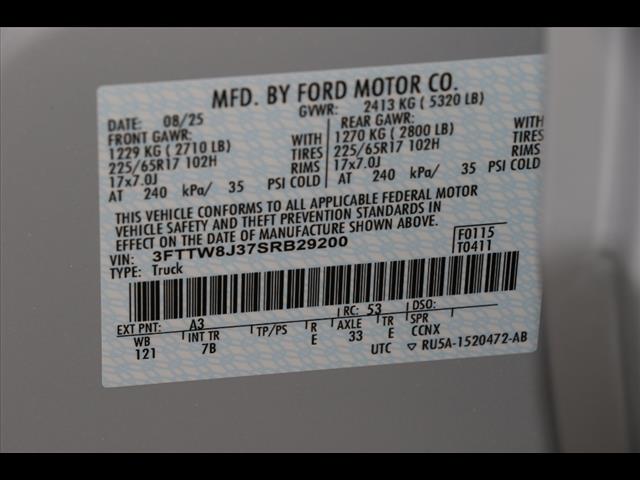 MFD. BY FORD MOTOR CO.
DATE: 08/25 GVWR: 2413 KG ( 5320 LB)
FRONT GAWR: REAR GAWR:
1229 KG ( 2710 LB) WITH 1270 KG ( 2800 LB) WITH
225/65R17 102H TIRES 225/65R17 102H TIRES
17x7.0J RIMS 17x7.0J RIMS
AT 240 kPa/ 35 PSI COLD AT 240 kPa/ 35 PSI COLD
THIS VEHICLE CONFORMS TO ALL APPLICABLE FEDERAL MOTOR
VEHICLE SAFETY AND THEFT PREVENTION STANDARDS IN
EFFECT ON THE DATE OF MANUFACTURE SHOWN ABOVE.
VIN: 3FTTW8J37SRB29200 F0115
TYPE: Truck T0411
EXT PNT: A3 RC: 53 DSO:
WB INT TR TP/PS R AXLE TR SPR
121 7B E 33 E CCNX
UTC ▽ RU5A-1520472-AB